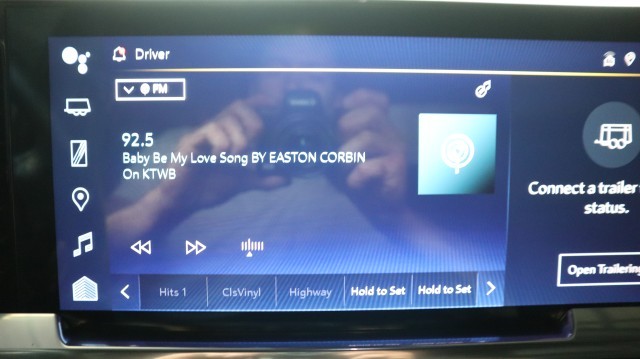 Driver
FM
92.5
Baby Be My Love Song BY EASTON CORBIN
On KTWB
Connect a trailer
status.
Open Trailering
Hits 1
ClsVinyl
Highway
Hold to Set
Hold to Set